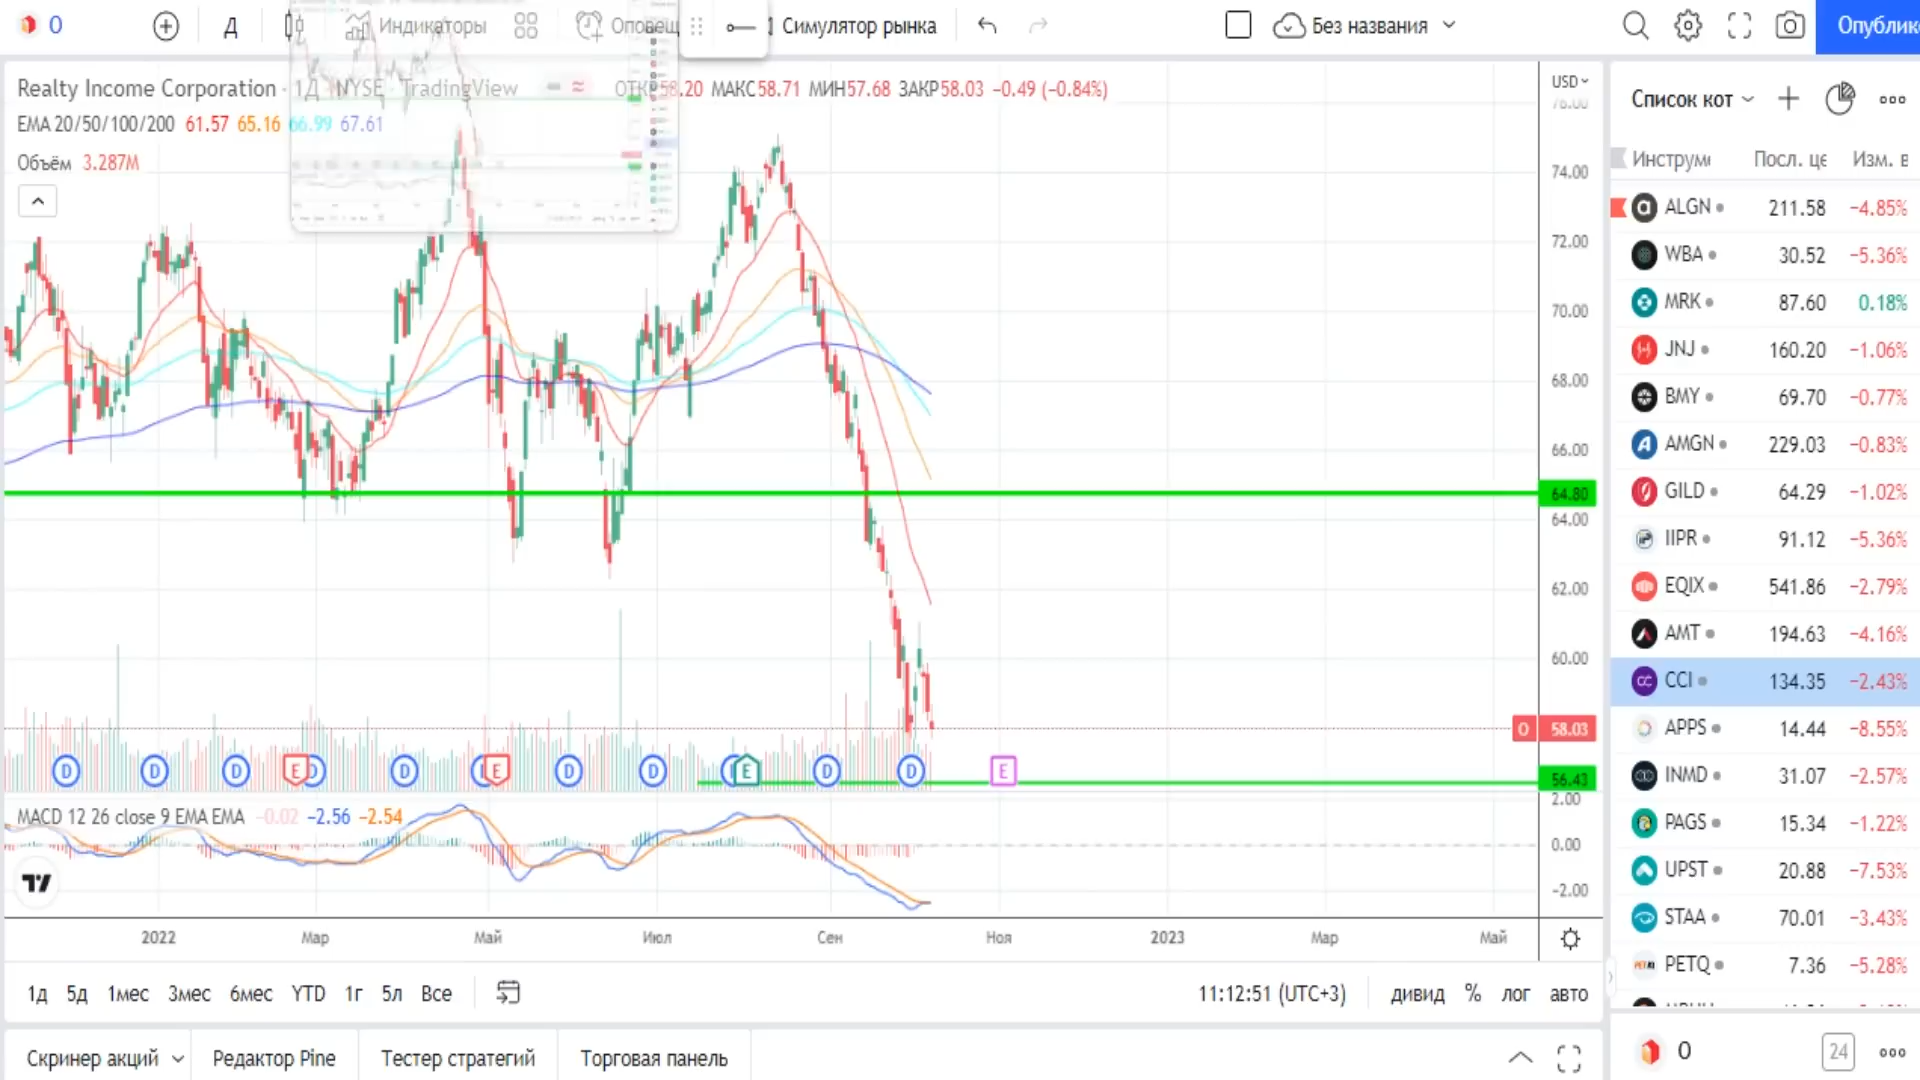 O Д Индикаторы Оповещ Симулятор рынка Без названия Опублик
Realty Income Corporation · 1Д · NYSE · TradingView ОТКР58.20 МАКС58.71 МИН57.68 ЗАКР58.03 −0.49 (−0.84%)
EMA 20/50/100/200 61.57 65.16 66.99 67.61
Объём 3.287M
USD
76.00
74.00
72.00
70.00
68.00
66.00
64.80
64.00
62.00
60.00
O 58.03
56.43
D D D E D D E D D E D D E
MACD 12 26 close 9 EMA EMA −0.02 −2.56 −2.54
2.00
0.00
−2.00
2022 Мар Май Июл Сен Ноя 2023 Мар Май
1д 5д 1мес 3мес 6мес YTD 1г 5л Все 11:12:51 (UTC+3) дивид % лог авто
Скринер акций Редактор Pine Тестер стратегий Торговая панель
Список кот
Инструм Посл. це Изм. в
ALGN 211.58 −4.85%
WBA 30.52 −5.36%
MRK 87.60 0.18%
JNJ 160.20 −1.06%
BMY 69.70 −0.77%
AMGN 229.03 −0.83%
GILD 64.29 −1.02%
IIPR 91.12 −5.36%
EQIX 541.86 −2.79%
AMT 194.63 −4.16%
CCI 134.35 −2.43%
APPS 14.44 −8.55%
INMD 31.07 −2.57%
PAGS 15.34 −1.22%
UPST 20.88 −7.53%
STAA 70.01 −3.43%
PETQ 7.36 −5.28%
O 24